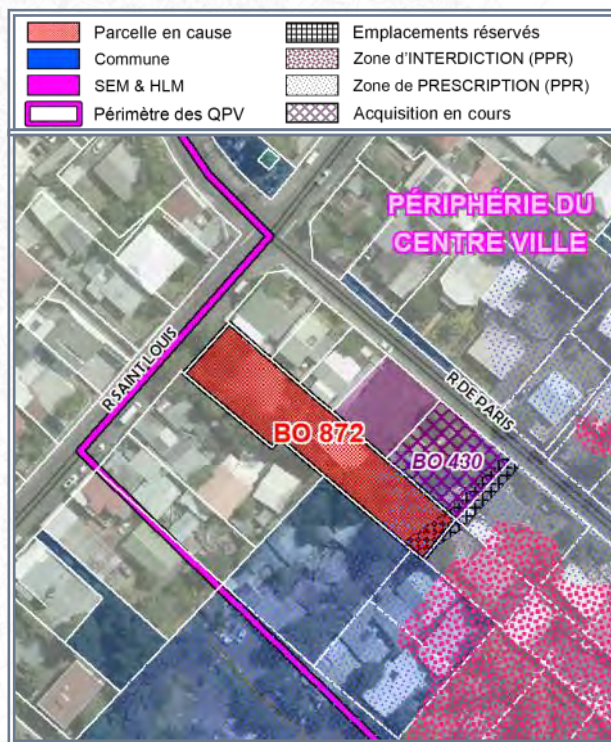 Parcelle en cause
Commune
SEM & HLM
Périmètre des QPV
Emplacements réservés
Zone d'INTERDICTION (PPR)
Zone de PRESCRIPTION (PPR)
Acquisition en cours
PÉRIPHÉRIE DU
CENTRE VILLE
R SAINT LOUIS
R DE PARIS
BO 872
BO 430